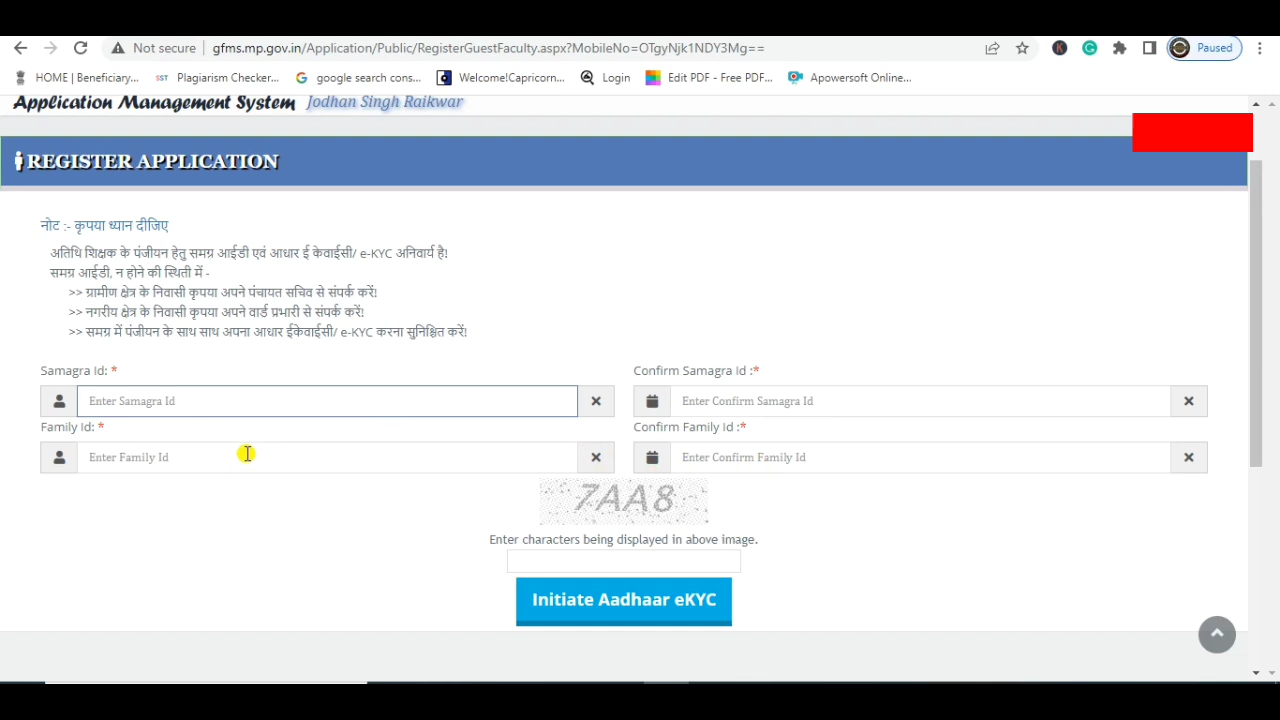 Not secure gfms.mp.gov.in/Application/Public/RegisterGuestFaculty.aspx?MobileNo=OTgyNjk1NDY3Mg== Paused
HOME | Beneficiary... Plagiarism Checker... google search cons... Welcome!Capricorn... Login Edit PDF - Free PDF... Apowersoft Online...
Application Management System Jodhan Singh Raikwar
REGISTER APPLICATION
नोट :- कृपया ध्यान दीजिए
अतिथि शिक्षक के पंजीयन हेतु समग्र आईडी एवं आधार ई केवाईसी/ e-KYC अनिवार्य है!
समग्र आईडी, न होने की स्थिती में -
>> ग्रामीण क्षेत्र के निवासी कृपया अपने पंचायत सचिव से संपर्क करें!
>> नगरीय क्षेत्र के निवासी कृपया अपने वार्ड प्रभारी से संपर्क करें!
>> समग्र में पंजीयन के साथ साथ अपना आधार ईकेवाईसी/ e-KYC करना सुनिश्चित करें!
Samagra Id: * Confirm Samagra Id :*
Enter Samagra Id Enter Confirm Samagra Id
Family Id: * Confirm Family Id :*
Enter Family Id Enter Confirm Family Id
7AA8
Enter characters being displayed in above image.
Initiate Aadhaar eKYC